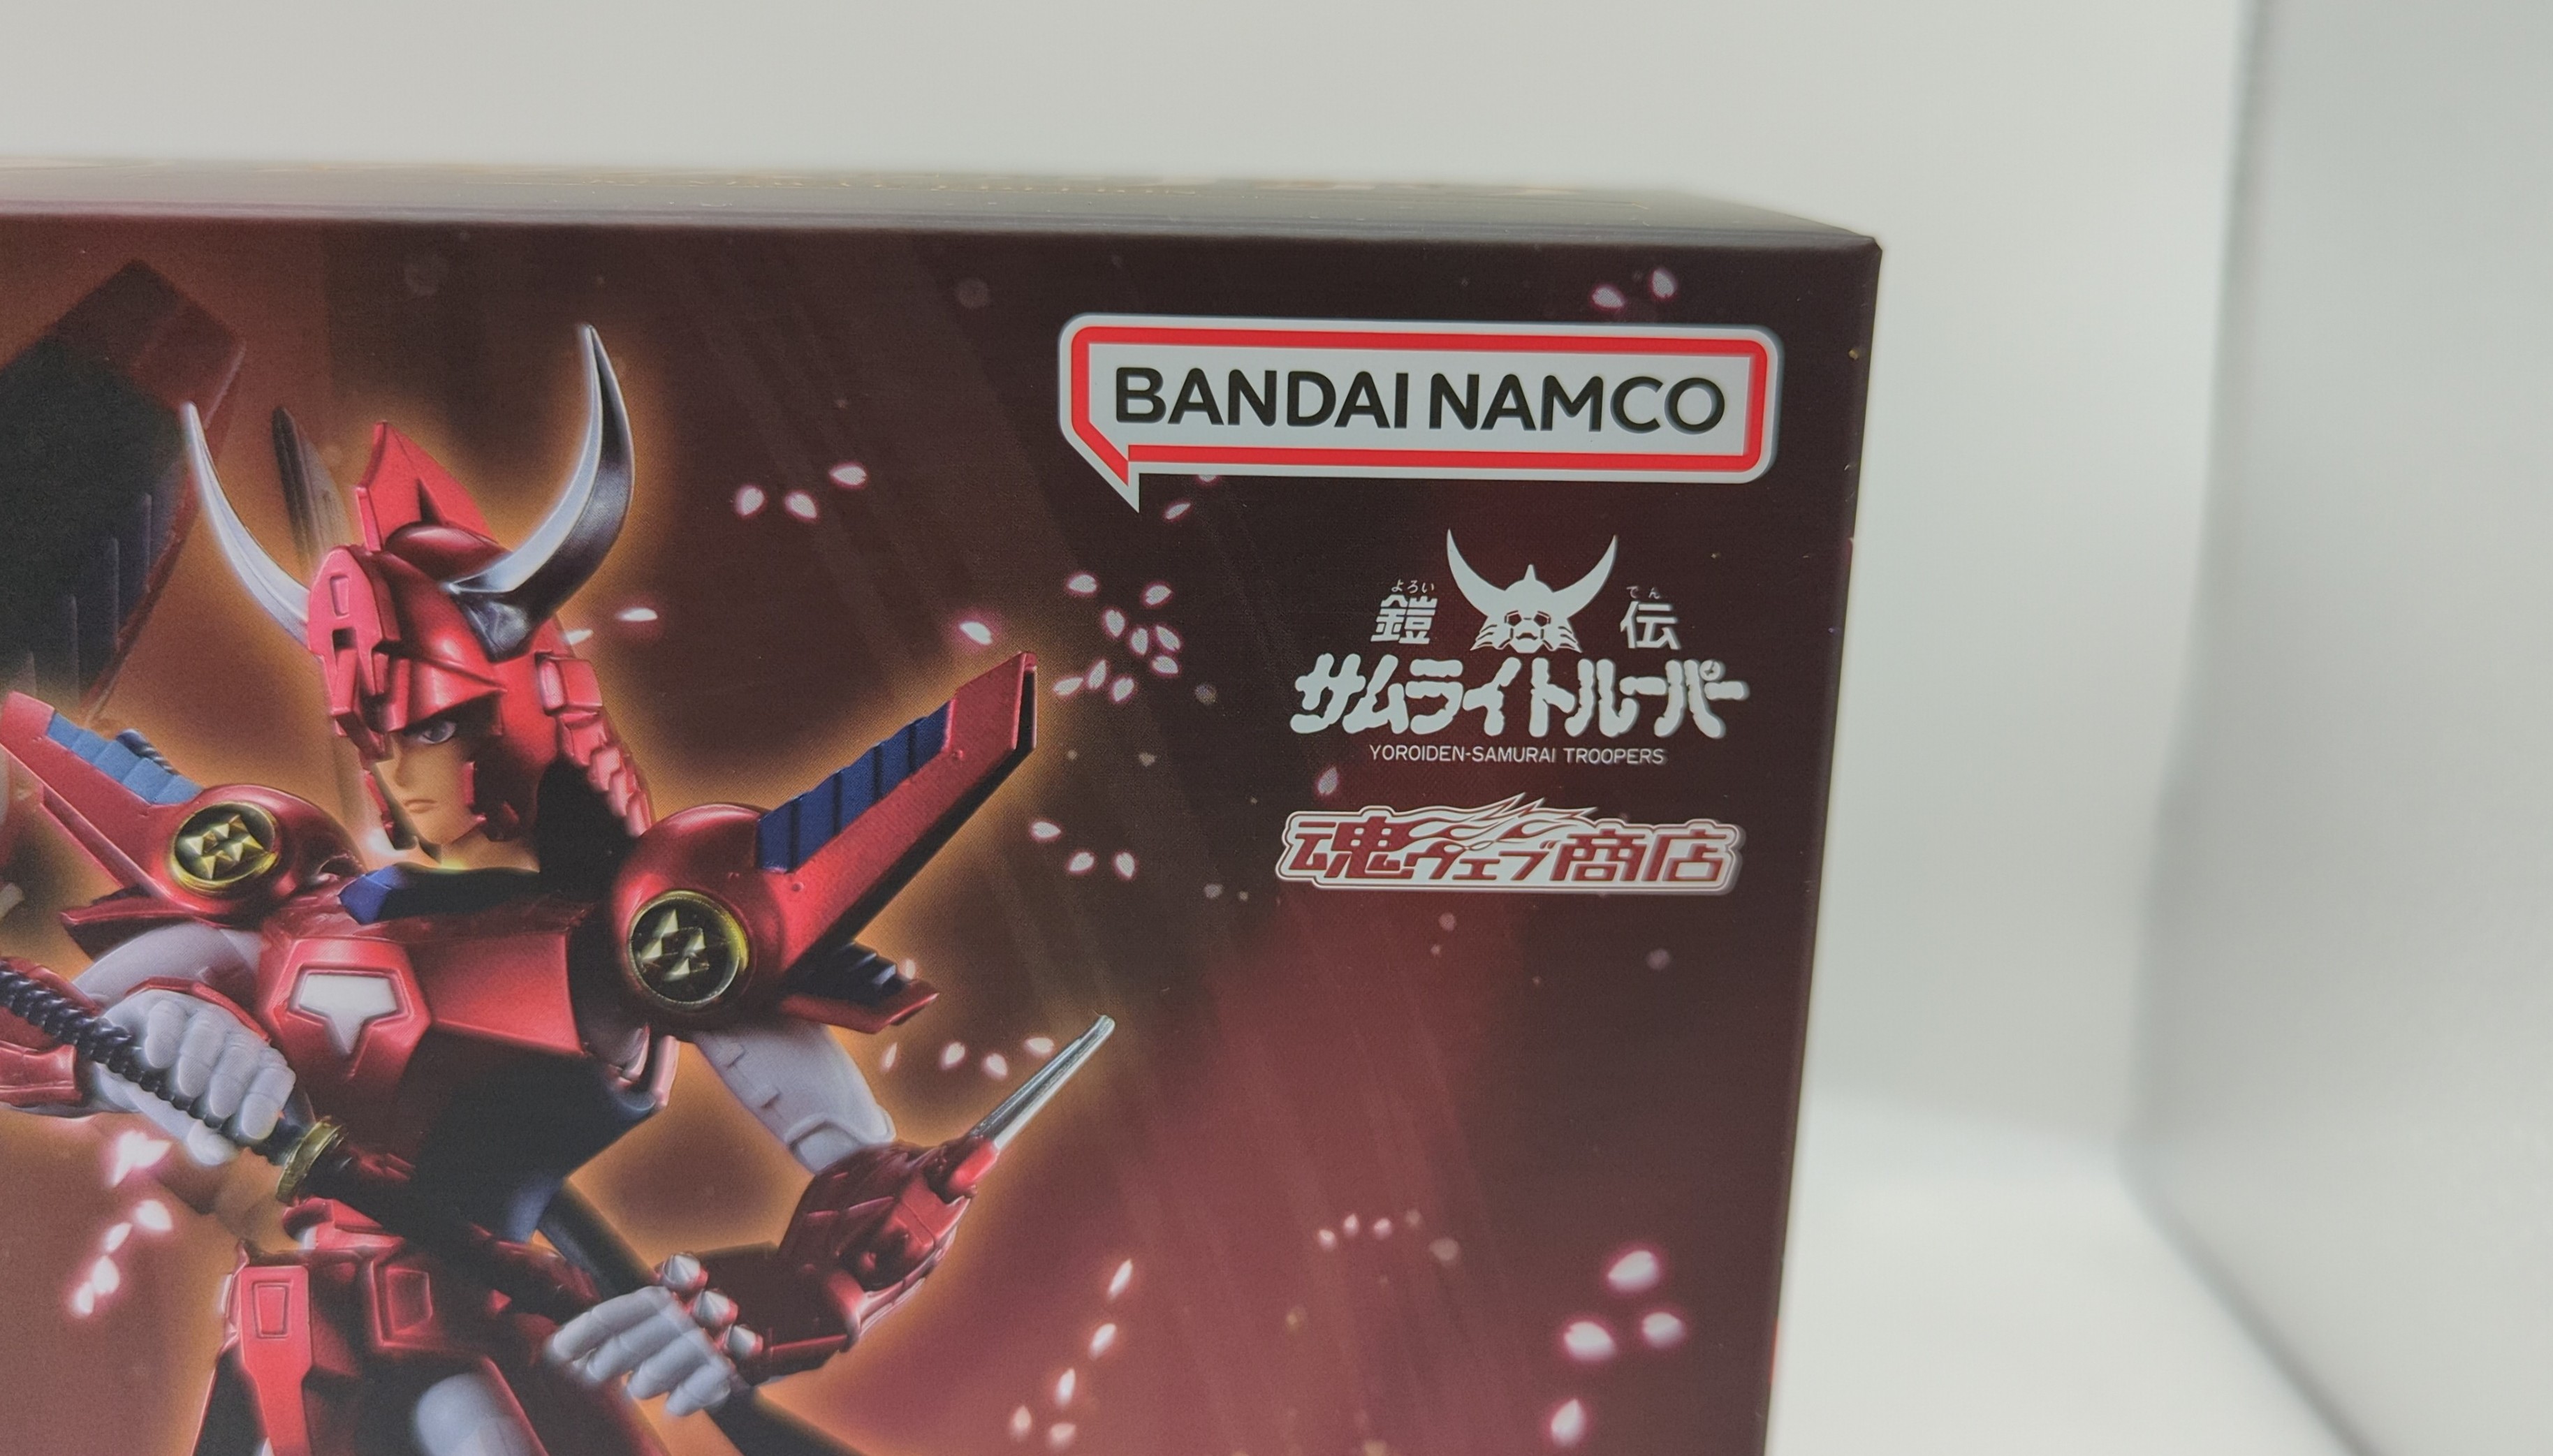 BANDAI NAMCO
よろい でん
鎧 伝
サムライトルーパー
YOROIDEN-SAMURAI TROOPERS
魂ウェブ商店